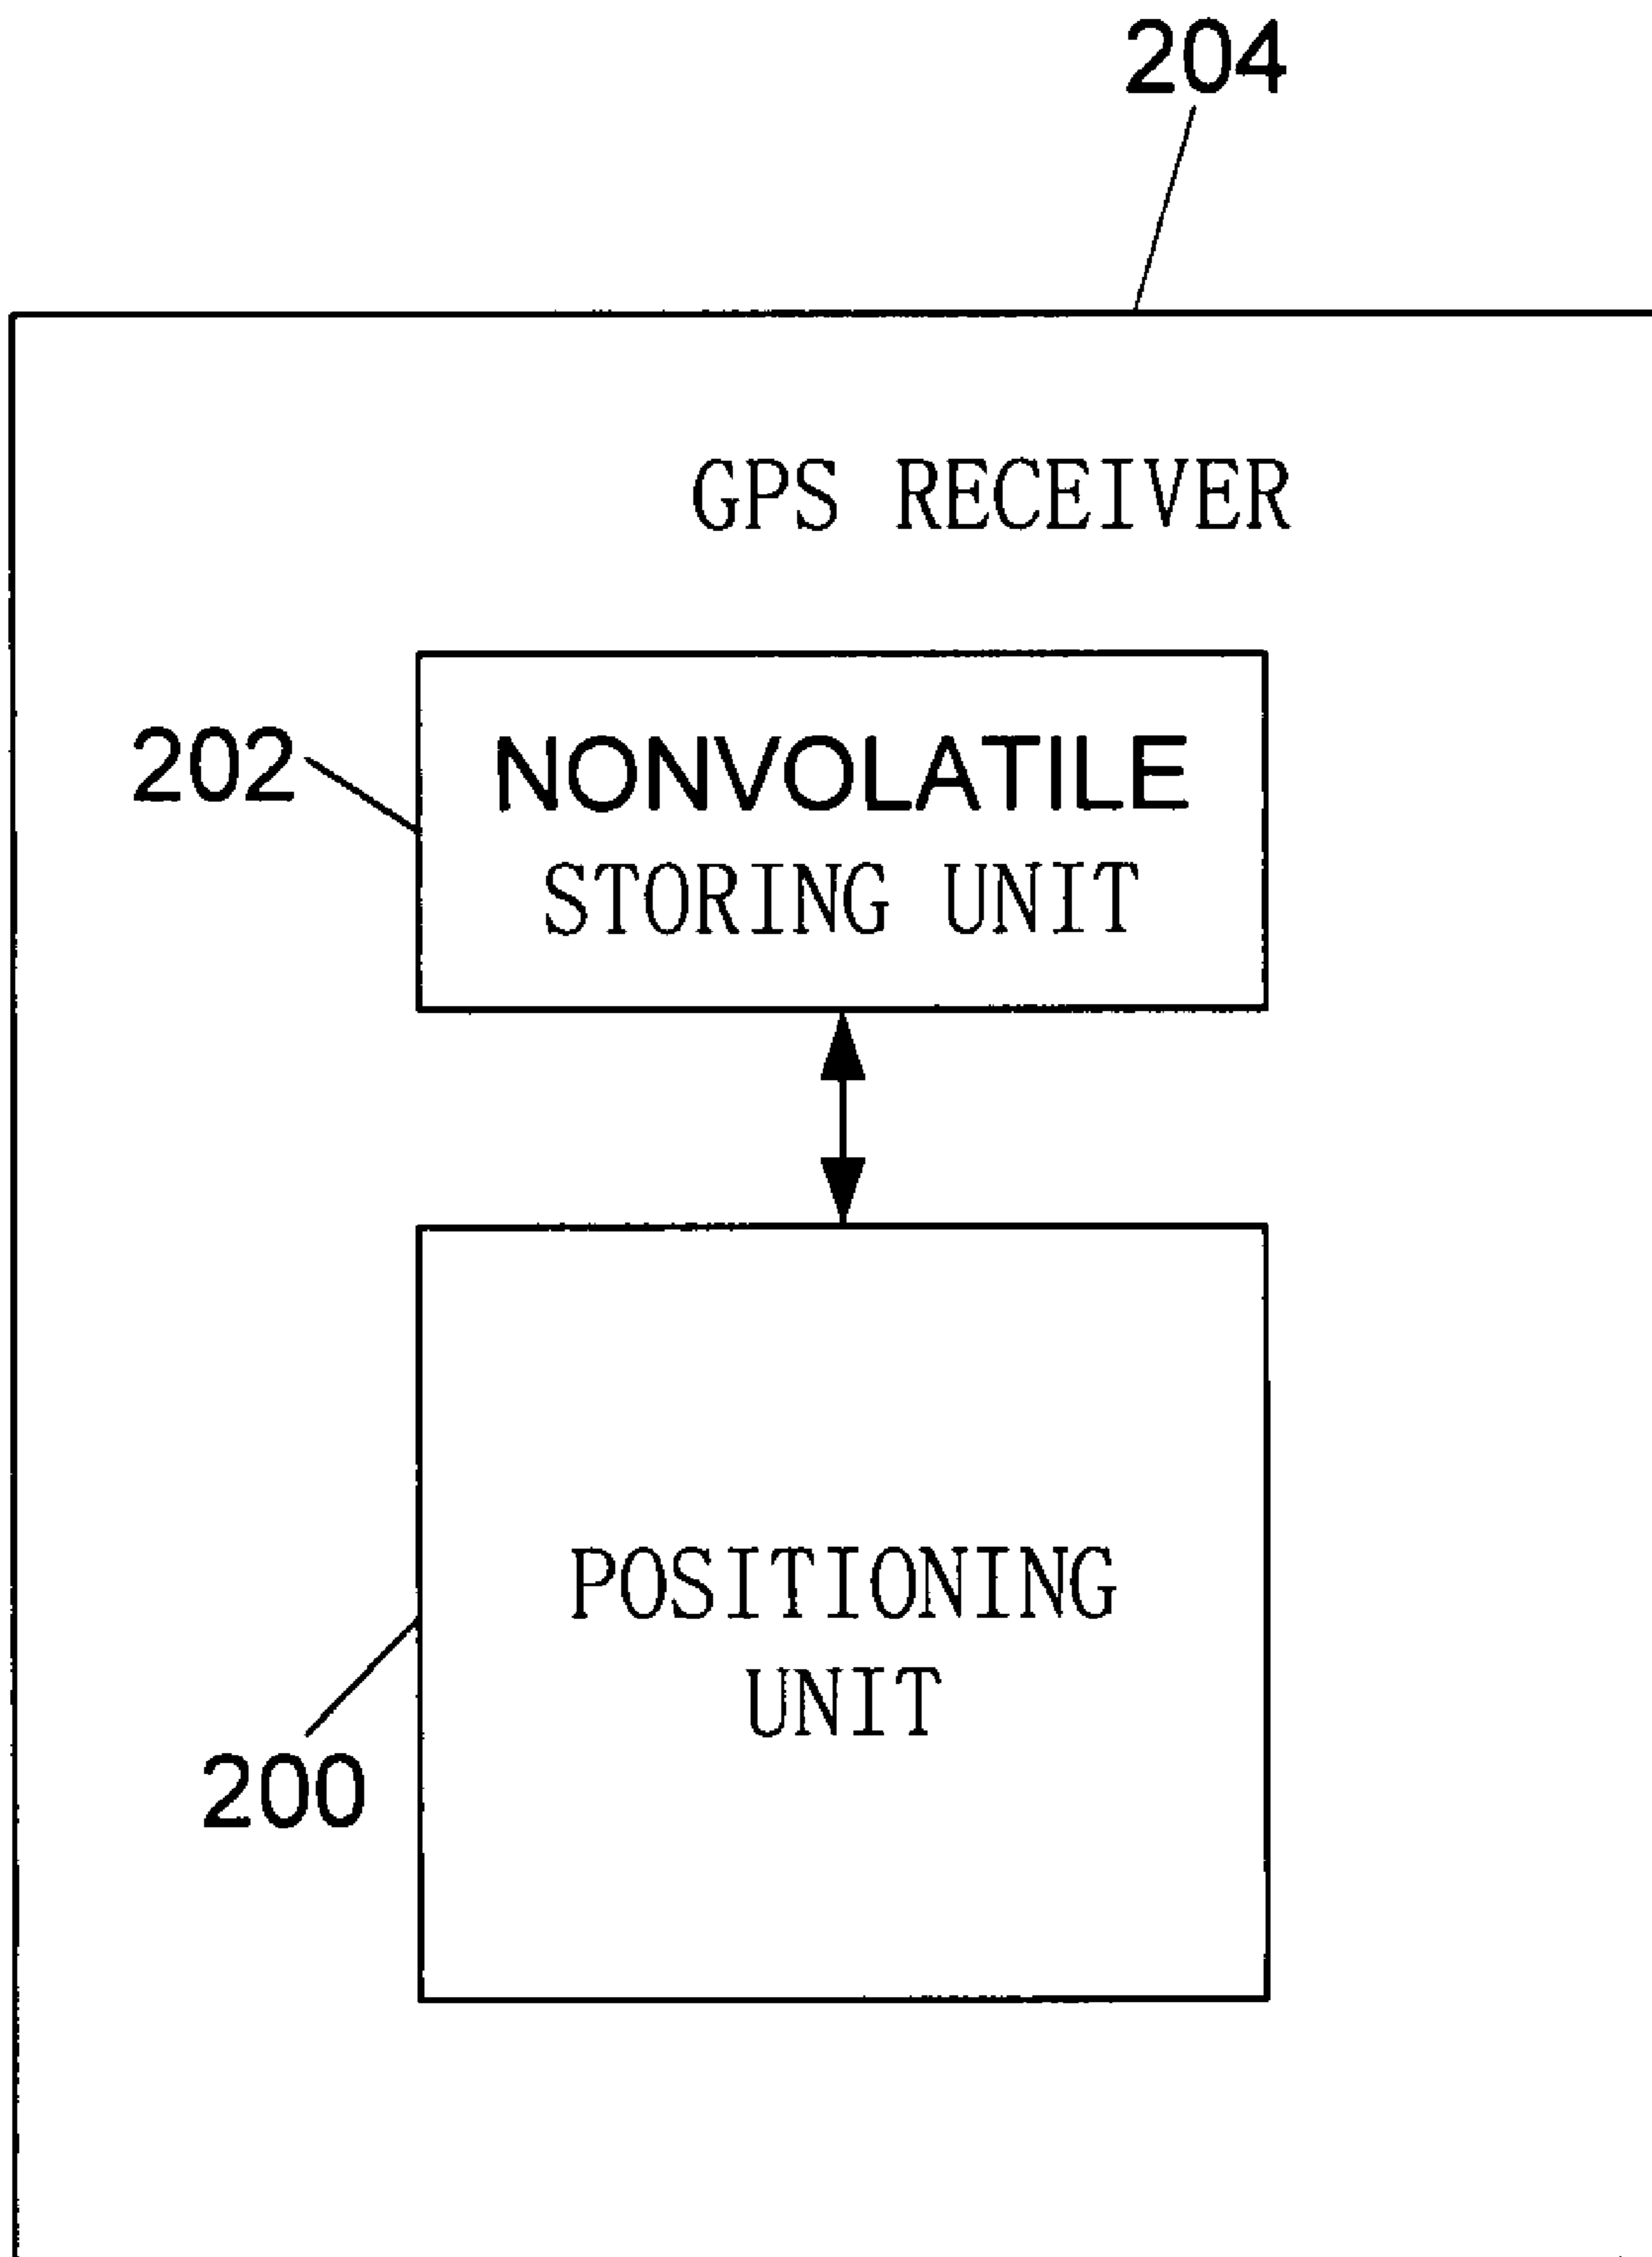 204
GPS RECEIVER
202
NONVOLATILE
STORING UNIT
POSITIONING
UNIT
200